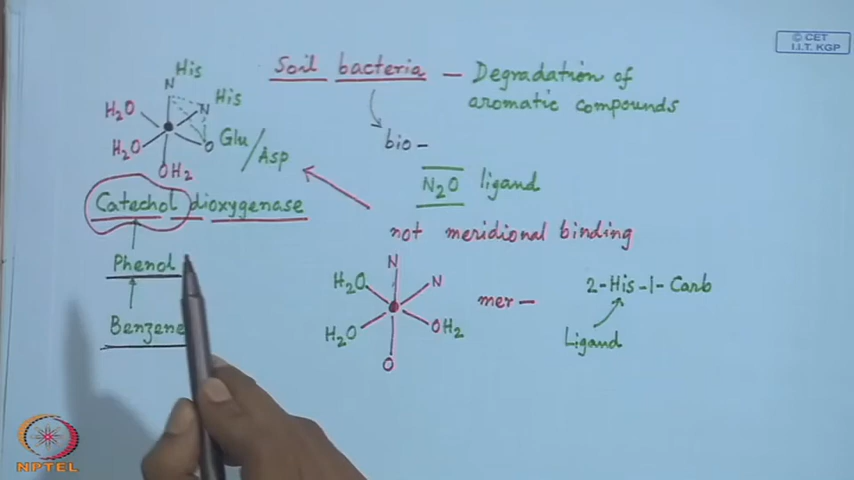 © CET
I.I.T. KGP
Soil bacteria — Degradation of
aromatic compounds
bio-
N2O ligand
not meridional binding
His
N
N His
H2O
H2O
O Glu/Asp
OH2
Catechol dioxygenase
Phenol
Benzene
N
N
H2O
H2O
OH2
O
mer-
2-His-1-Carb
Ligand
NPTEL